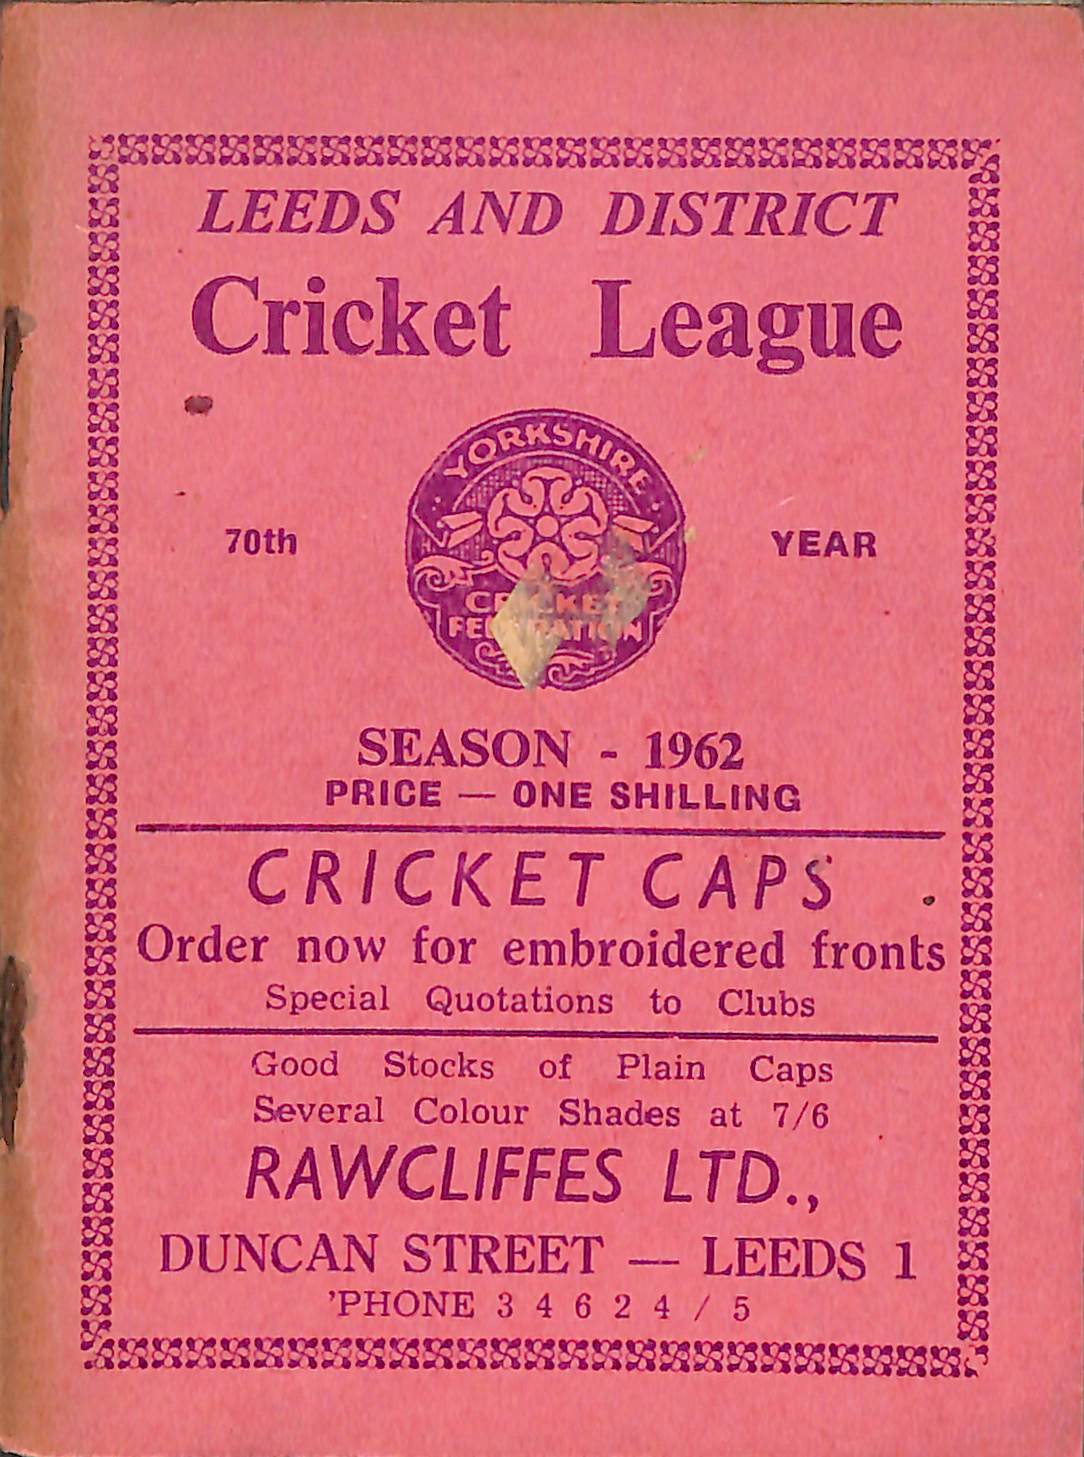 LEEDS AND DISTRICT
Cricket League
YORKSHIRE
70th
YEAR
CRICKET
FEDERATION
SEASON - 1962
PRICE — ONE SHILLING
CRICKET CAPS
Order now for embroidered fronts
Special Quotations to Clubs
Good Stocks of Plain Caps
Several Colour Shades at 7/6
RAWCLIFFES LTD.,
DUNCAN STREET — LEEDS 1
'PHONE 3 4 6 2 4 / 5